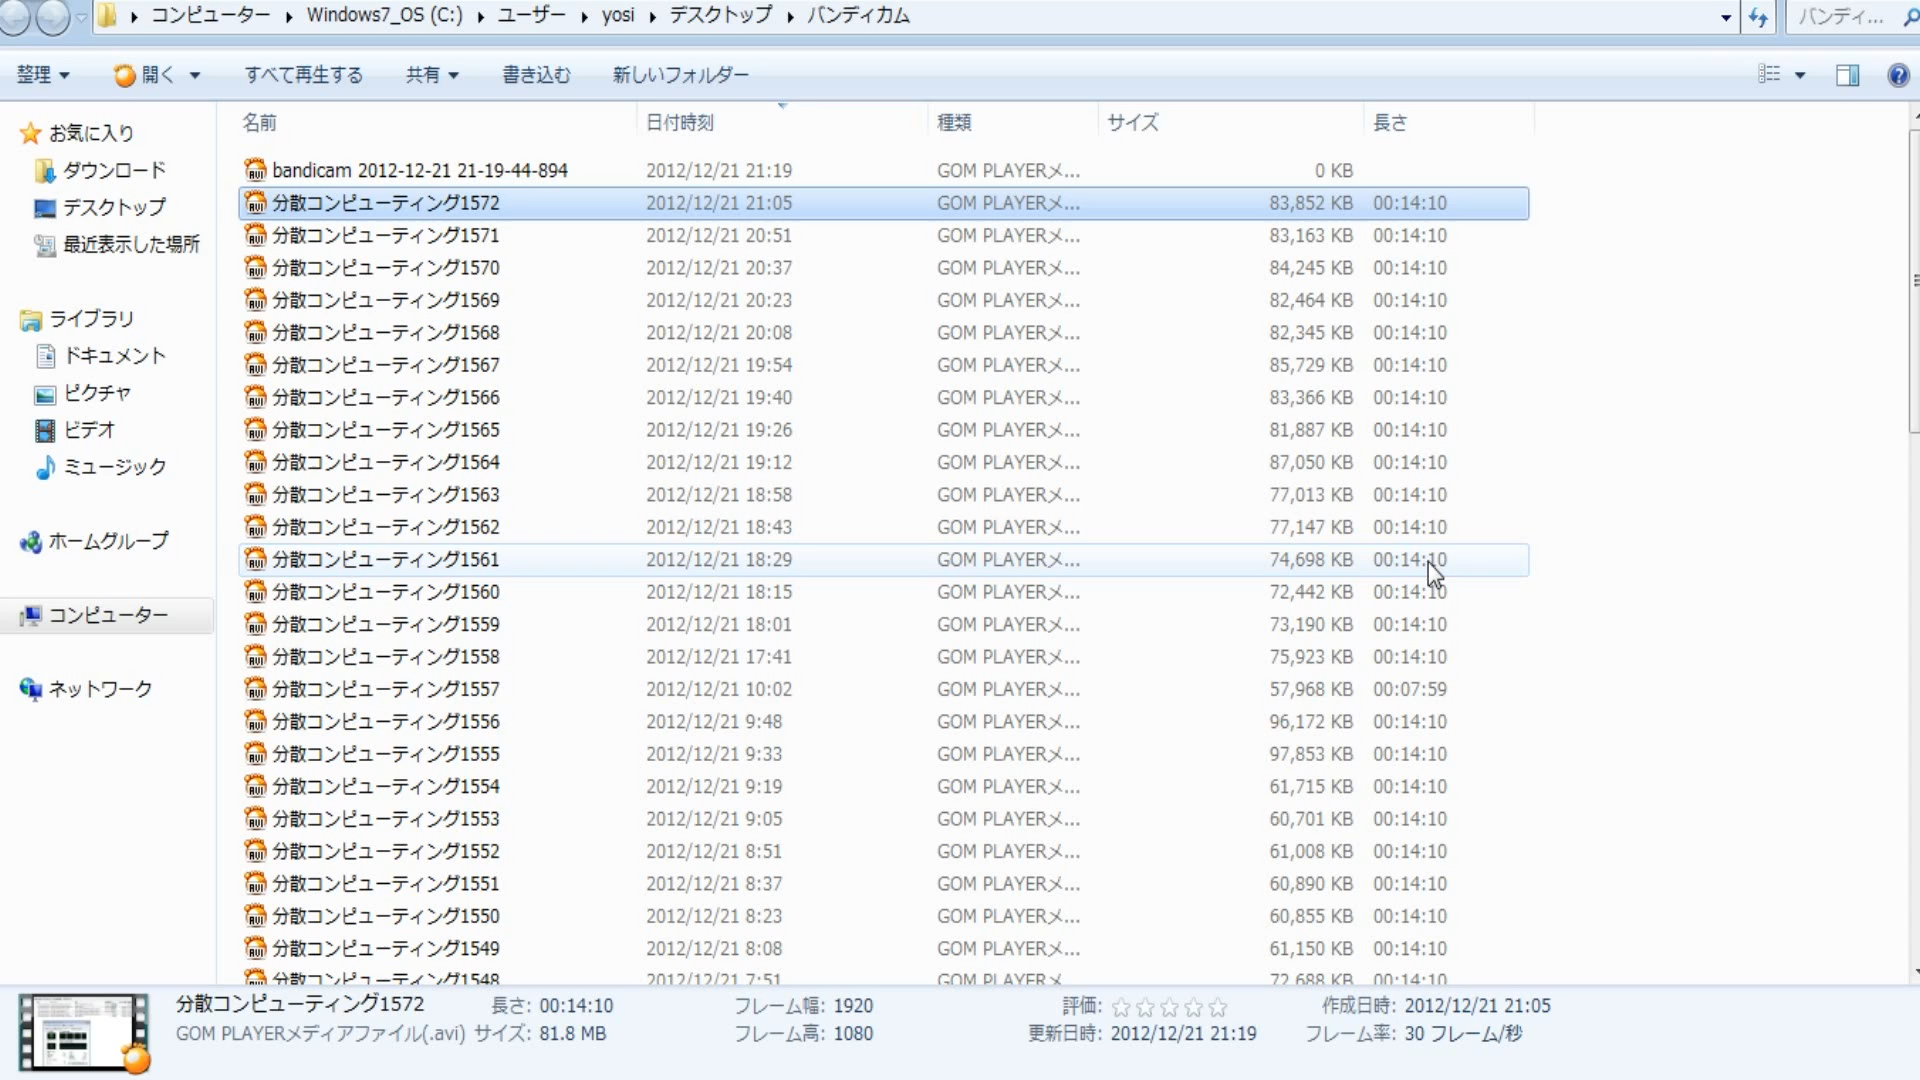 コンピューター ▸ Windows7_OS (C:) ▸ ユーザー ▸ yosi ▸ デスクトップ ▸ バンディカム バンディ...
整理 開く すべて再生する 共有 書き込む 新しいフォルダー
お気に入り
ダウンロード
デスクトップ
最近表示した場所
ライブラリ
ドキュメント
ピクチャ
ビデオ
ミュージック
ホームグループ
コンピューター
ネットワーク
名前 日付時刻 種類 サイズ 長さ
bandicam 2012-12-21 21-19-44-894 2012/12/21 21:19 GOM PLAYERメ... 0 KB
分散コンピューティング1572 2012/12/21 21:05 GOM PLAYERメ... 83,852 KB 00:14:10
分散コンピューティング1571 2012/12/21 20:51 GOM PLAYERメ... 83,163 KB 00:14:10
分散コンピューティング1570 2012/12/21 20:37 GOM PLAYERメ... 84,245 KB 00:14:10
分散コンピューティング1569 2012/12/21 20:23 GOM PLAYERメ... 82,464 KB 00:14:10
分散コンピューティング1568 2012/12/21 20:08 GOM PLAYERメ... 82,345 KB 00:14:10
分散コンピューティング1567 2012/12/21 19:54 GOM PLAYERメ... 85,729 KB 00:14:10
分散コンピューティング1566 2012/12/21 19:40 GOM PLAYERメ... 83,366 KB 00:14:10
分散コンピューティング1565 2012/12/21 19:26 GOM PLAYERメ... 81,887 KB 00:14:10
分散コンピューティング1564 2012/12/21 19:12 GOM PLAYERメ... 87,050 KB 00:14:10
分散コンピューティング1563 2012/12/21 18:58 GOM PLAYERメ... 77,013 KB 00:14:10
分散コンピューティング1562 2012/12/21 18:43 GOM PLAYERメ... 77,147 KB 00:14:10
分散コンピューティング1561 2012/12/21 18:29 GOM PLAYERメ... 74,698 KB 00:14:10
分散コンピューティング1560 2012/12/21 18:15 GOM PLAYERメ... 72,442 KB 00:14:10
分散コンピューティング1559 2012/12/21 18:01 GOM PLAYERメ... 73,190 KB 00:14:10
分散コンピューティング1558 2012/12/21 17:41 GOM PLAYERメ... 75,923 KB 00:14:10
分散コンピューティング1557 2012/12/21 10:02 GOM PLAYERメ... 57,968 KB 00:07:59
分散コンピューティング1556 2012/12/21 9:48 GOM PLAYERメ... 96,172 KB 00:14:10
分散コンピューティング1555 2012/12/21 9:33 GOM PLAYERメ... 97,853 KB 00:14:10
分散コンピューティング1554 2012/12/21 9:19 GOM PLAYERメ... 61,715 KB 00:14:10
分散コンピューティング1553 2012/12/21 9:05 GOM PLAYERメ... 60,701 KB 00:14:10
分散コンピューティング1552 2012/12/21 8:51 GOM PLAYERメ... 61,008 KB 00:14:10
分散コンピューティング1551 2012/12/21 8:37 GOM PLAYERメ... 60,890 KB 00:14:10
分散コンピューティング1550 2012/12/21 8:23 GOM PLAYERメ... 60,855 KB 00:14:10
分散コンピューティング1549 2012/12/21 8:08 GOM PLAYERメ... 61,150 KB 00:14:10
分散コンピューティング1548 2012/12/21 7:51 GOM PLAYERメ... 72,688 KB 00:14:10
分散コンピューティング1572 長さ: 00:14:10 フレーム幅: 1920 評価: 作成日時: 2012/12/21 21:05
GOM PLAYERメディアファイル(.avi) サイズ: 81.8 MB フレーム高: 1080 更新日時: 2012/12/21 21:19 フレーム率: 30 フレーム/秒